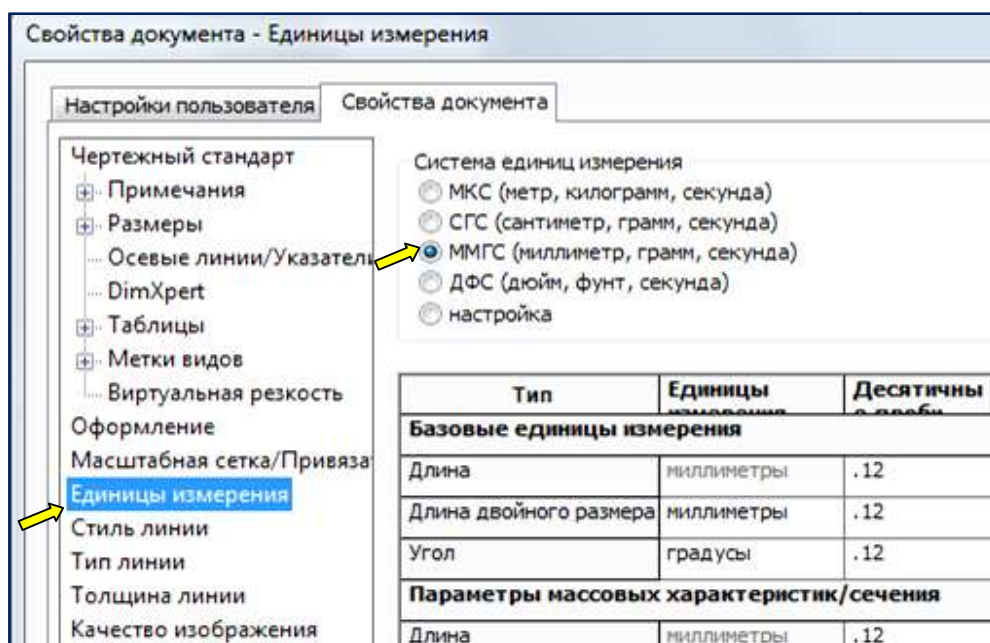 Свойства документа - Единицы измерения
Настройки пользователя
Свойства документа
Чертежный стандарт
Примечания
Размеры
Осевые линии/Указатели
DimXpert
Таблицы
Метки видов
Виртуальная резкость
Оформление
Масштабная сетка/Привяза
Единицы измерения
Стиль линии
Тип линии
Толщина линии
Качество изображения
Система единиц измерения
МКС (метр, килограмм, секунда)
СГС (сантиметр, грамм, секунда)
ММГС (миллиметр, грамм, секунда)
ДФС (дюйм, фунт, секунда)
настройка
Тип Единицы измерения Десятичны е дроби
Базовые единицы измерения
Длина миллиметры .12
Длина двойного размера миллиметры .12
Угол градусы .12
Параметры массовых характеристик/сечения
Длина миллиметры .12